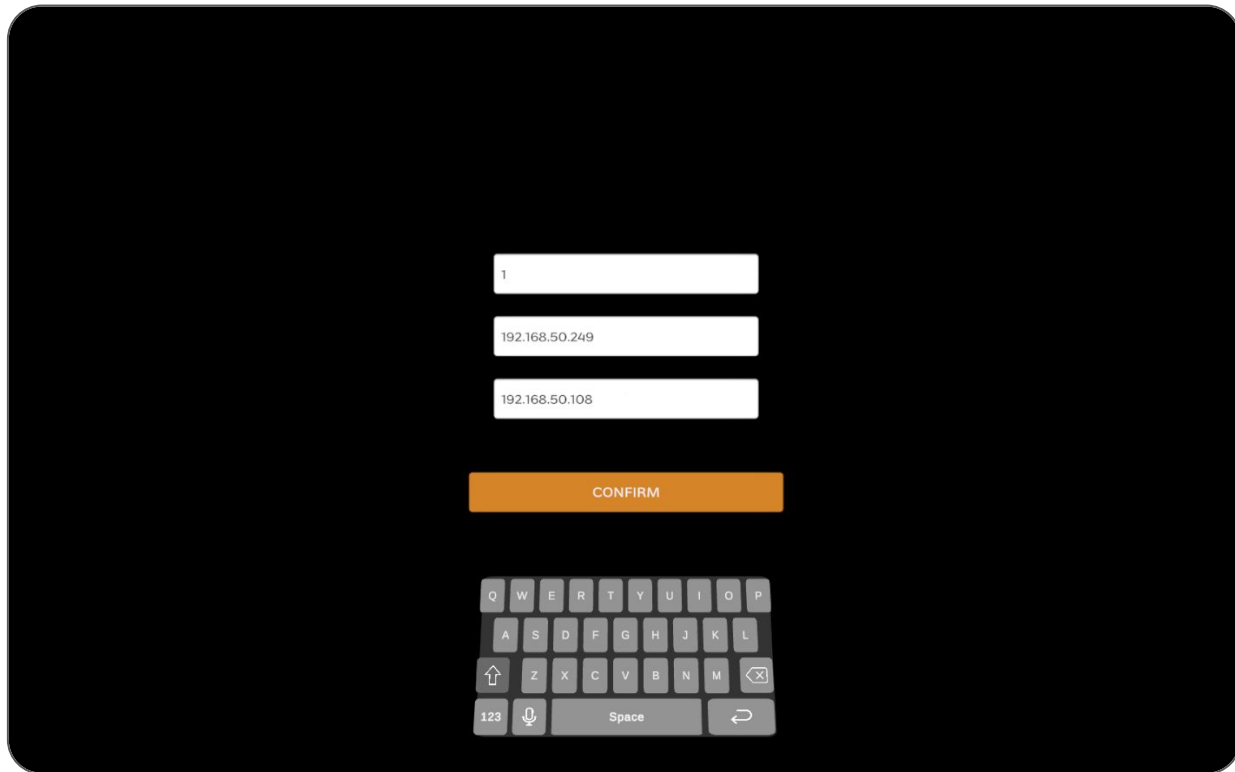 1
192.168.50.249
192.168.50.108
CONFIRM
Q W E R T Y U I O P
A S D F G H J K L
Z X C V B N M
123 Space